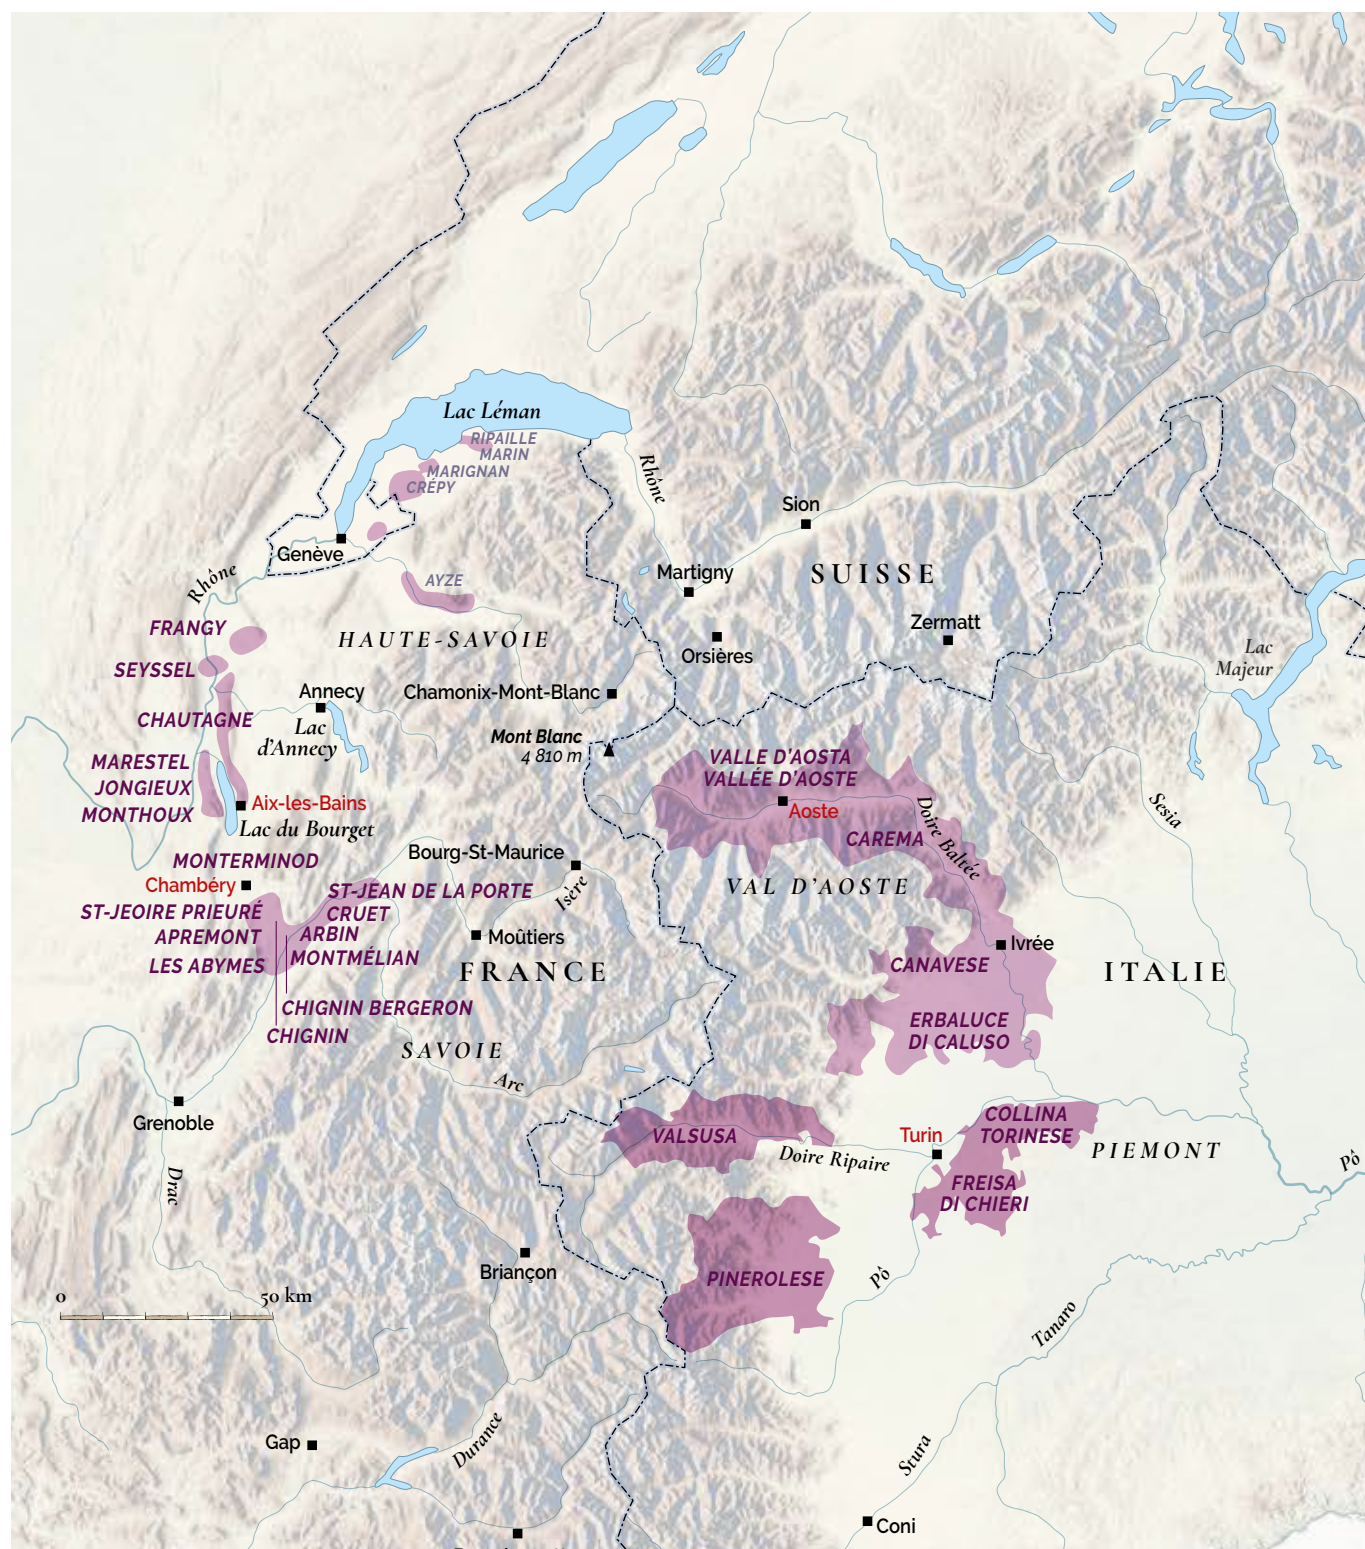 Lac Léman
RIPAILLE
MARIN
MARIGNAN
CRÉPY
Rhône
Sion
Genève
Martigny
SUISSE
Rhône
AYZE
FRANGY
HAUTE-SAVOIE
Zermatt
Orsières
Lac
Majeur
SEYSSEL
Annecy
Chamonix-Mont-Blanc
CHAUTAGNE
Lac
d'Annecy
Mont Blanc
4 810 m
VALLE D'AOSTA
VALLÉE D'AOSTE
MARESTEL
JONGIEUX
MONTHOUX
Aix-les-Bains
Lac du Bourget
Aoste
Doire Baltée
Sesia
CAREMA
MONTERMINOD
Bourg-St-Maurice
Chambéry
ST-JEAN DE LA PORTE
Isère
VAL D'AOSTE
ST-JEOIRE PRIEURÉ
CRUET
APREMONT
ARBIN
Moûtiers
Ivrée
LES ABYMES
MONTMÉLIAN
FRANCE
CANAVESE
ITALIE
CHIGNIN BERGERON
CHIGNIN
ERBALUCE
DI CALUSO
SAVOIE
Arc
Grenoble
COLLINA
TORINESE
VALSUSA
Turin
Doire Ripaire
PIEMONT
Pô
Drac
FREISA
DI CHIERI
Briançon
PINEROLESE
Pô
0
50 km
Tanaro
Gap
Durance
Stura
Coni